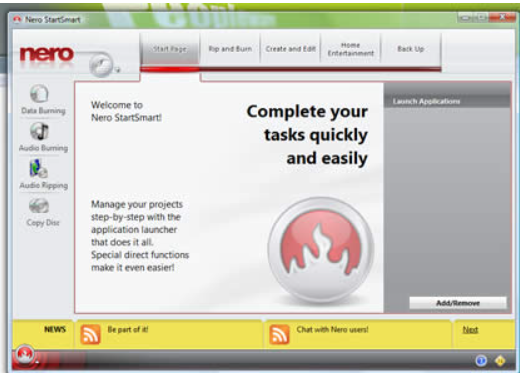 Nero StartSmart
nero
Start Page
Rip and Burn
Create and Edit
Home
Entertainment
Back Up
Data Burning
Audio Burning
Audio Ripping
Copy Disc
Welcome to
Nero StartSmart!
Manage your projects
step-by-step with the
application launcher
that does it all.
Special direct functions
make it even easier!
Complete your
tasks quickly
and easily
Launch Applications
Add/Remove
NEWS
Be part of it!
Chat with Nero users!
Next